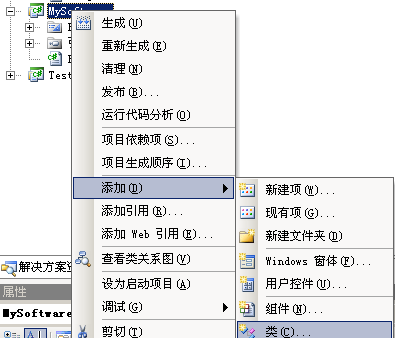 MySoftware
生成(U)
重新生成(E)
清理(N)
发布(B)...
运行代码分析(O)
项目依赖项(S)...
项目生成顺序(I)...
添加(D)
添加引用(R)...
添加 Web 引用(E)...
查看类关系图(V)
设为启动项目(A)
调试(G)
剪切(T)
新建项(W)...
现有项(G)...
新建文件夹(D)
Windows 窗体(F)...
用户控件(U)...
组件(N)...
类(C)...
Test
解决方案
属性
MySoftware